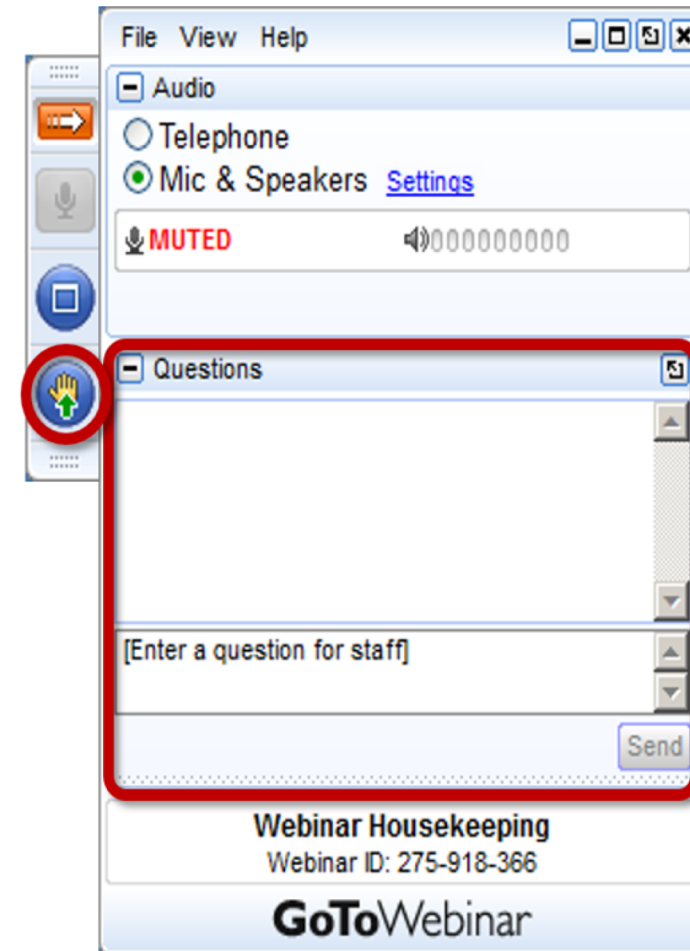 File View Help
Audio
Telephone
Mic & Speakers Settings
MUTED
Questions
[Enter a question for staff]
Send
Webinar Housekeeping
Webinar ID: 275-918-366
GoToWebinar